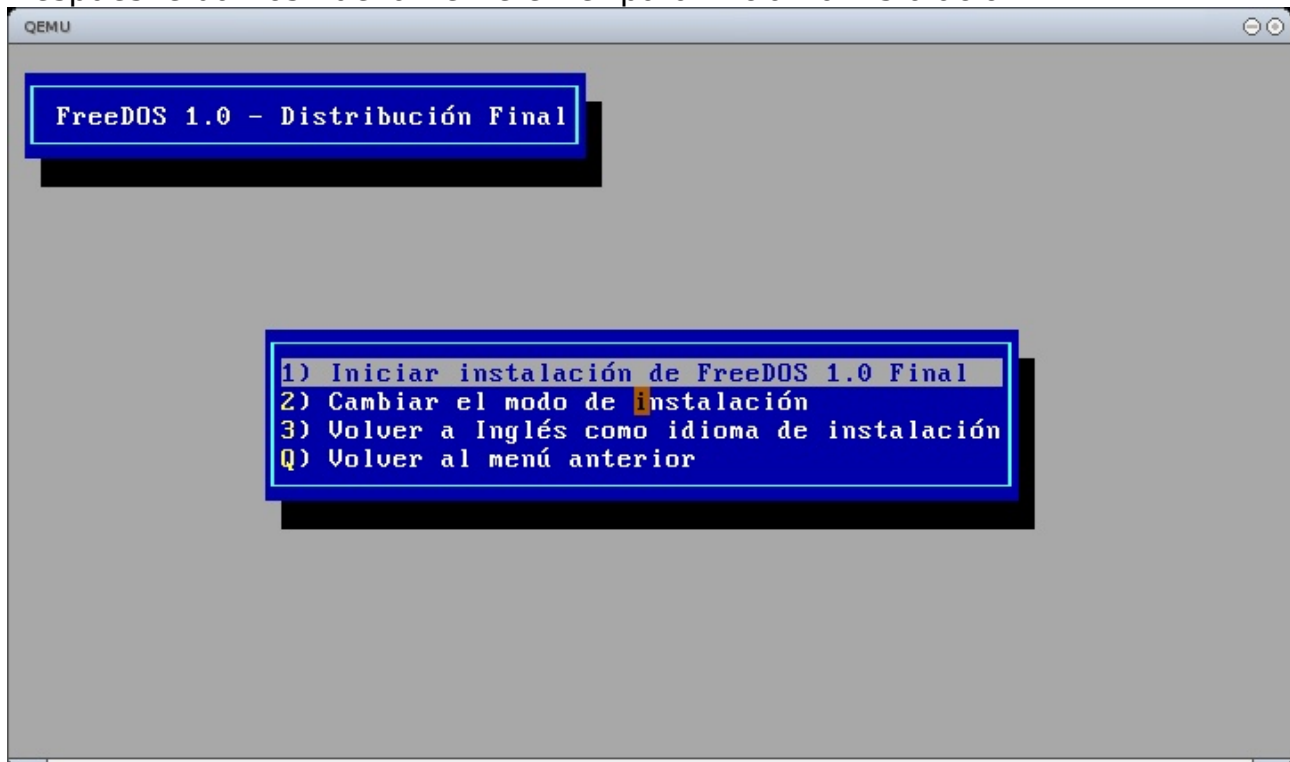 QEMU
FreeDOS 1.0 - Distribución Final
1) Iniciar instalación de FreeDOS 1.0 Final
2) Cambiar el modo de instalación
3) Volver a Inglés como idioma de instalación
Q) Volver al menú anterior